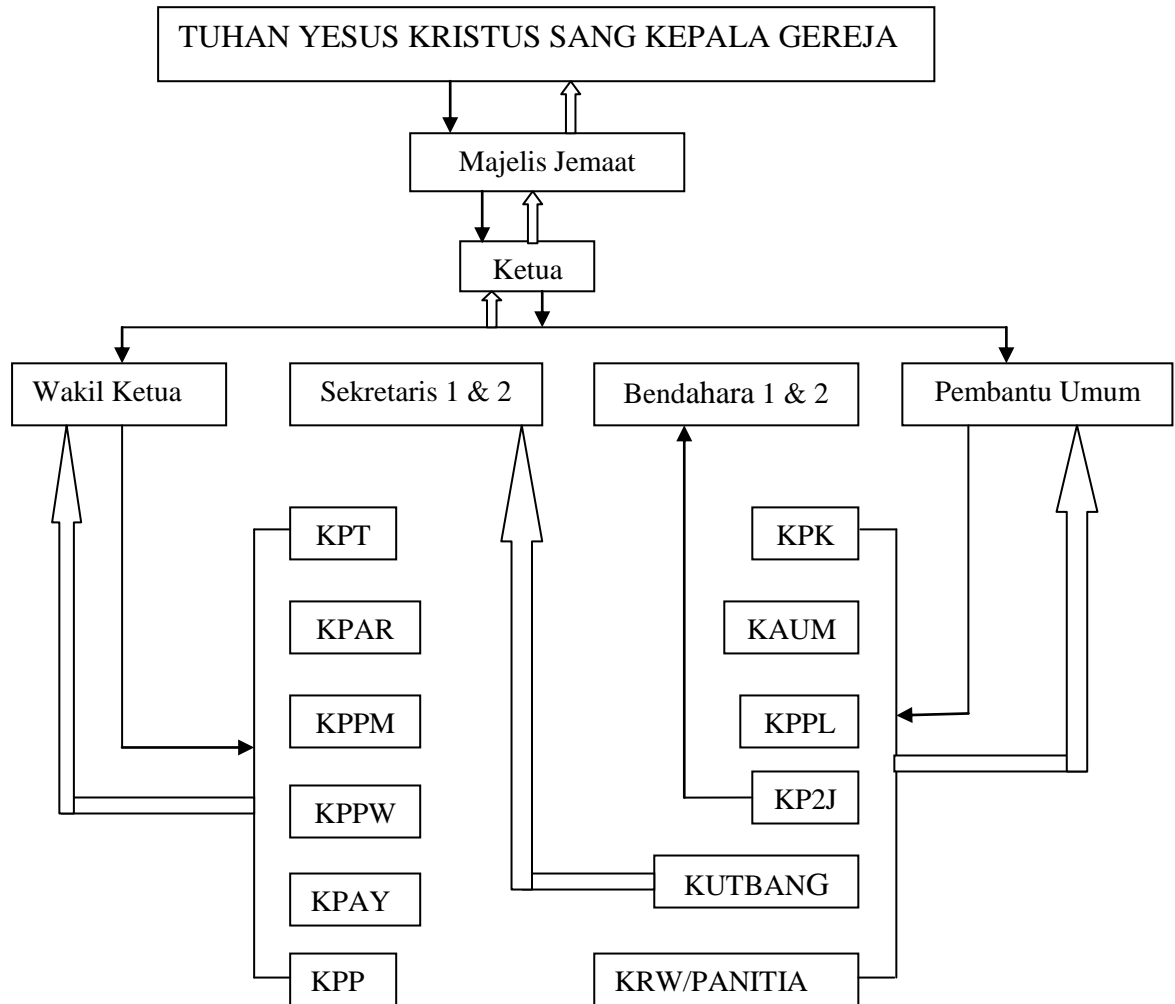 TUHAN YESUS KRISTUS SANG KEPALA GEREJA
Majelis Jemaat
Ketua
Wakil Ketua
Sekretaris 1 & 2
Bendahara 1 & 2
Pembantu Umum
KPT
KPAR
KPPM
KPPW
KPAY
KPP
KPK
KAUM
KPPL
KP2J
KUTBANG
KRW/PANITIA